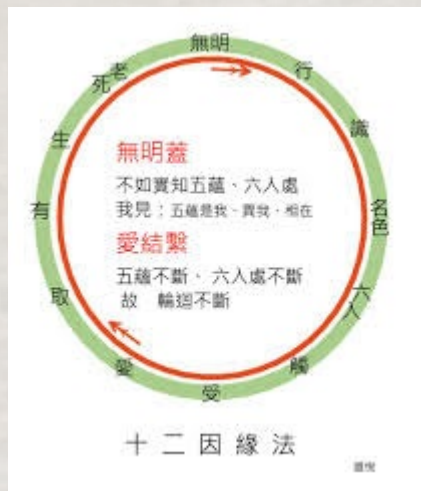 無明
行
識
名色
六入
觸
受
愛
取
有
生
老死
無明蓋
不如實知五蘊、六入處
我見：五蘊是我、異我、相在
愛結繫
五蘊不斷、六入處不斷
故 輪迴不斷
十二因緣法